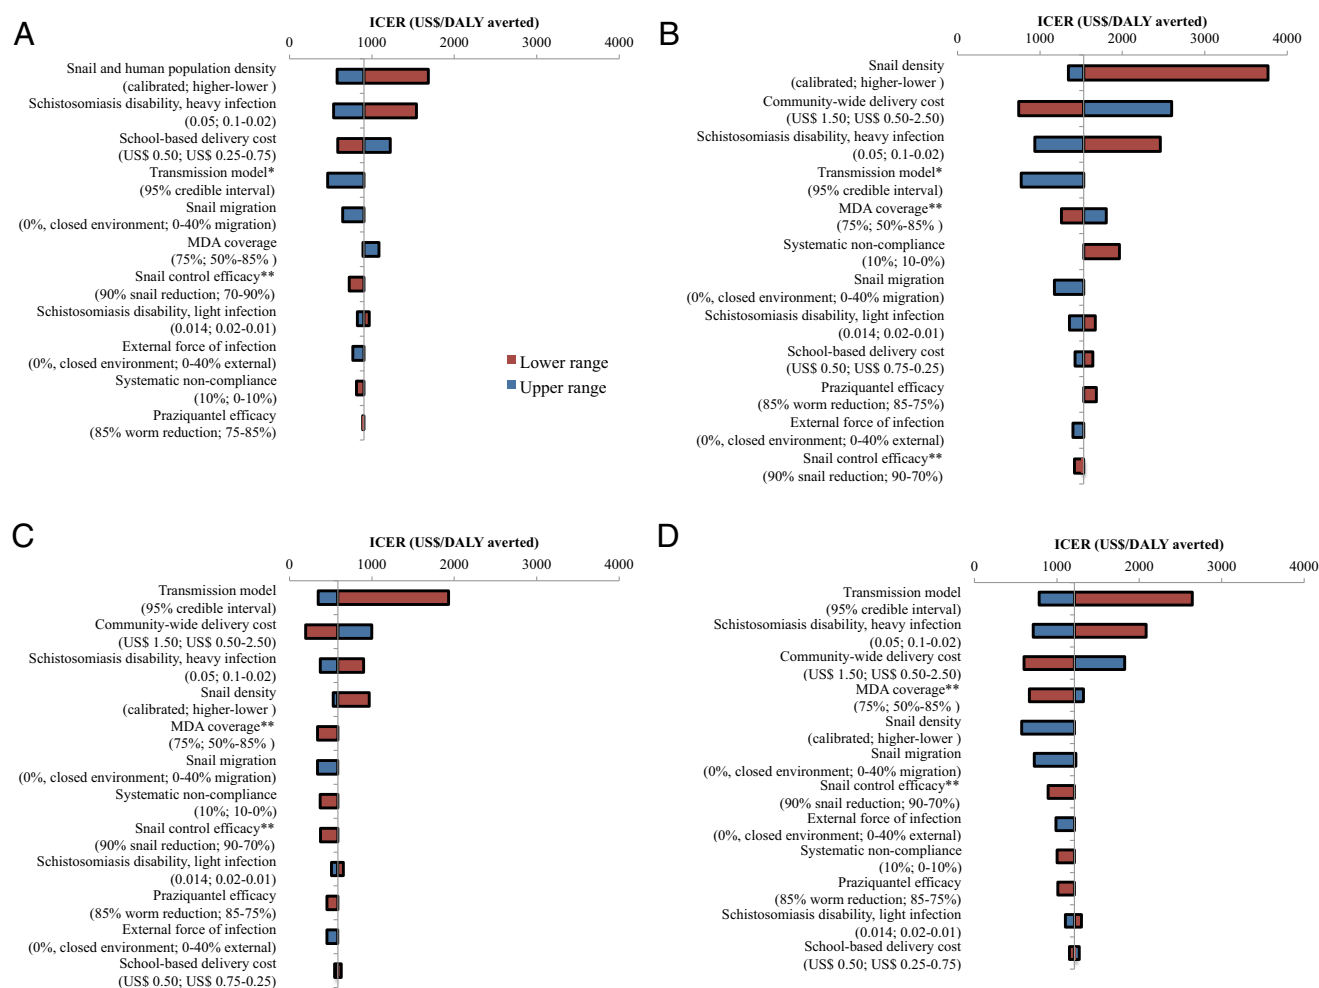 A
ICER (US$/DALY averted)
0 1000 2000 3000 4000
Snail and human population density
(calibrated; higher-lower )
Schistosomiasis disability, heavy infection
(0.05; 0.1-0.02)
School-based delivery cost
(US$ 0.50; US$ 0.25-0.75)
Transmission model*
(95% credible interval)
Snail migration
(0%, closed environment; 0-40% migration)
MDA coverage
(75%; 50%-85% )
Snail control efficacy**
(90% snail reduction; 70-90%)
Schistosomiasis disability, light infection
(0.014; 0.02-0.01)
External force of infection
(0%, closed environment; 0-40% external)
Systematic non-compliance
(10%; 0-10%)
Praziquantel efficacy
(85% worm reduction; 75-85%)
Lower range
Upper range
B
ICER (US$/DALY averted)
0 1000 2000 3000 4000
Snail density
(calibrated; higher-lower )
Community-wide delivery cost
(US$ 1.50; US$ 0.50-2.50)
Schistosomiasis disability, heavy infection
(0.05; 0.1-0.02)
Transmission model*
(95% credible interval)
MDA coverage**
(75%; 50%-85% )
Systematic non-compliance
(10%; 10-0%)
Snail migration
(0%, closed environment; 0-40% migration)
Schistosomiasis disability, light infection
(0.014; 0.02-0.01)
School-based delivery cost
(US$ 0.50; US$ 0.75-0.25)
Praziquantel efficacy
(85% worm reduction; 85-75%)
External force of infection
(0%, closed environment; 0-40% external)
Snail control efficacy**
(90% snail reduction; 90-70%)
C
ICER (US$/DALY averted)
0 1000 2000 3000 4000
Transmission model
(95% credible interval)
Community-wide delivery cost
(US$ 1.50; US$ 0.50-2.50)
Schistosomiasis disability, heavy infection
(0.05; 0.1-0.02)
Snail density
(calibrated; higher-lower )
MDA coverage**
(75%; 50%-85% )
Snail migration
(0%, closed environment; 0-40% migration)
Systematic non-compliance
(10%; 10-0%)
Snail control efficacy**
(90% snail reduction; 90-70%)
Schistosomiasis disability, light infection
(0.014; 0.02-0.01)
Praziquantel efficacy
(85% worm reduction; 85-75%)
External force of infection
(0%, closed environment; 0-40% external)
School-based delivery cost
(US$ 0.50; US$ 0.75-0.25)
D
ICER (US$/DALY averted)
0 1000 2000 3000 4000
Transmission model
(95% credible interval)
Schistosomiasis disability, heavy infection
(0.05; 0.1-0.02)
Community-wide delivery cost
(US$ 1.50; US$ 0.50-2.50)
MDA coverage**
(75%; 50%-85% )
Snail density
(calibrated; higher-lower )
Snail migration
(0%, closed environment; 0-40% migration)
Snail control efficacy**
(90% snail reduction; 90-70%)
External force of infection
(0%, closed environment; 0-40% external)
Systematic non-compliance
(10%; 0-10%)
Praziquantel efficacy
(85% worm reduction; 85-75%)
Schistosomiasis disability, light infection
(0.014; 0.02-0.01)
School-based delivery cost
(US$ 0.50; US$ 0.25-0.75)